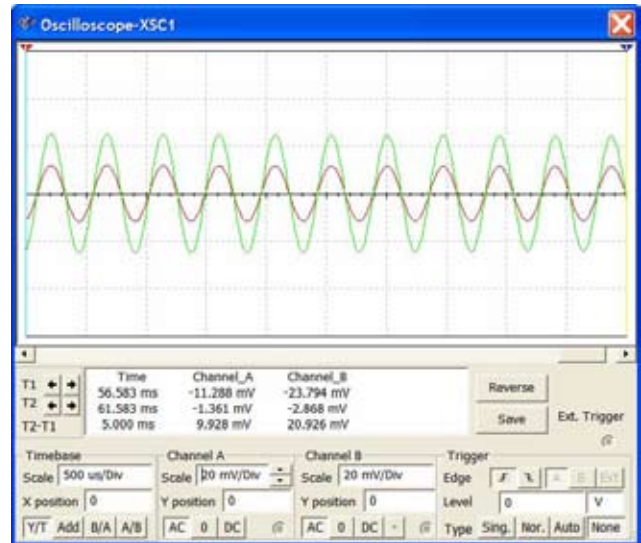 Oscilloscope-XSC1
Time Channel_A Channel_B
T1 56.583 ms -11.288 mV -23.794 mV
T2 61.583 ms -1.361 mV -2.868 mV
T2-T1 5.000 ms 9.928 mV 20.926 mV
Reverse
Save
Ext. Trigger
Timebase Channel A Channel B Trigger
Scale 500 us/Div Scale 20 mV/Div Scale 20 mV/Div Edge A B Ext
X position 0 Y position 0 Y position 0 Level 0 V
Y/T Add B/A A/B AC 0 DC AC 0 DC - Type Sing. Nor. Auto None